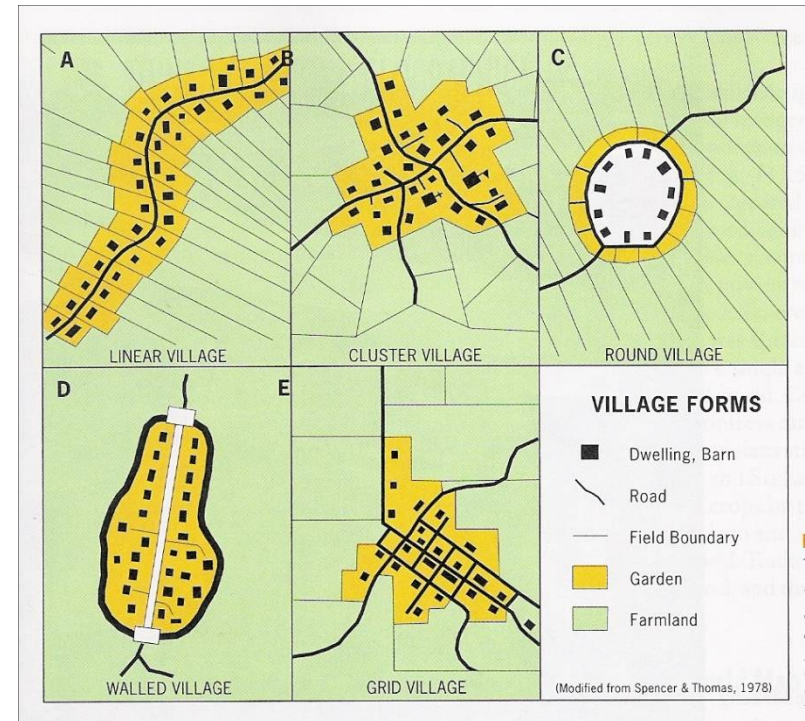 A
LINEAR VILLAGE
B
CLUSTER VILLAGE
C
ROUND VILLAGE
D
WALLED VILLAGE
E
GRID VILLAGE
VILLAGE FORMS
Dwelling, Barn
Road
Field Boundary
Garden
Farmland
(Modified from Spencer & Thomas, 1978)